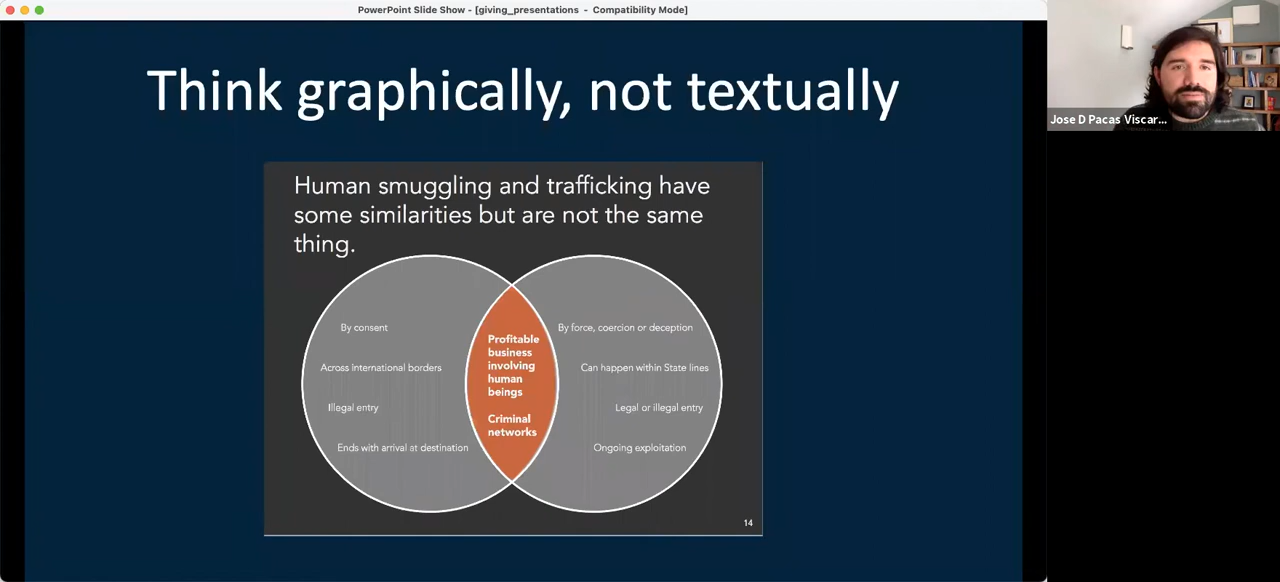 PowerPoint Slide Show - [giving_presentations - Compatibility Mode]
Think graphically, not textually
Human smuggling and trafficking have
some similarities but are not the same
thing.
By consent
Across international borders
Illegal entry
Ends with arrival at destination
Profitable
business
involving
human
beings
Criminal
networks
By force, coercion or deception
Can happen within State lines
Legal or illegal entry
Ongoing exploitation
14
Jose D Pacas Viscar...